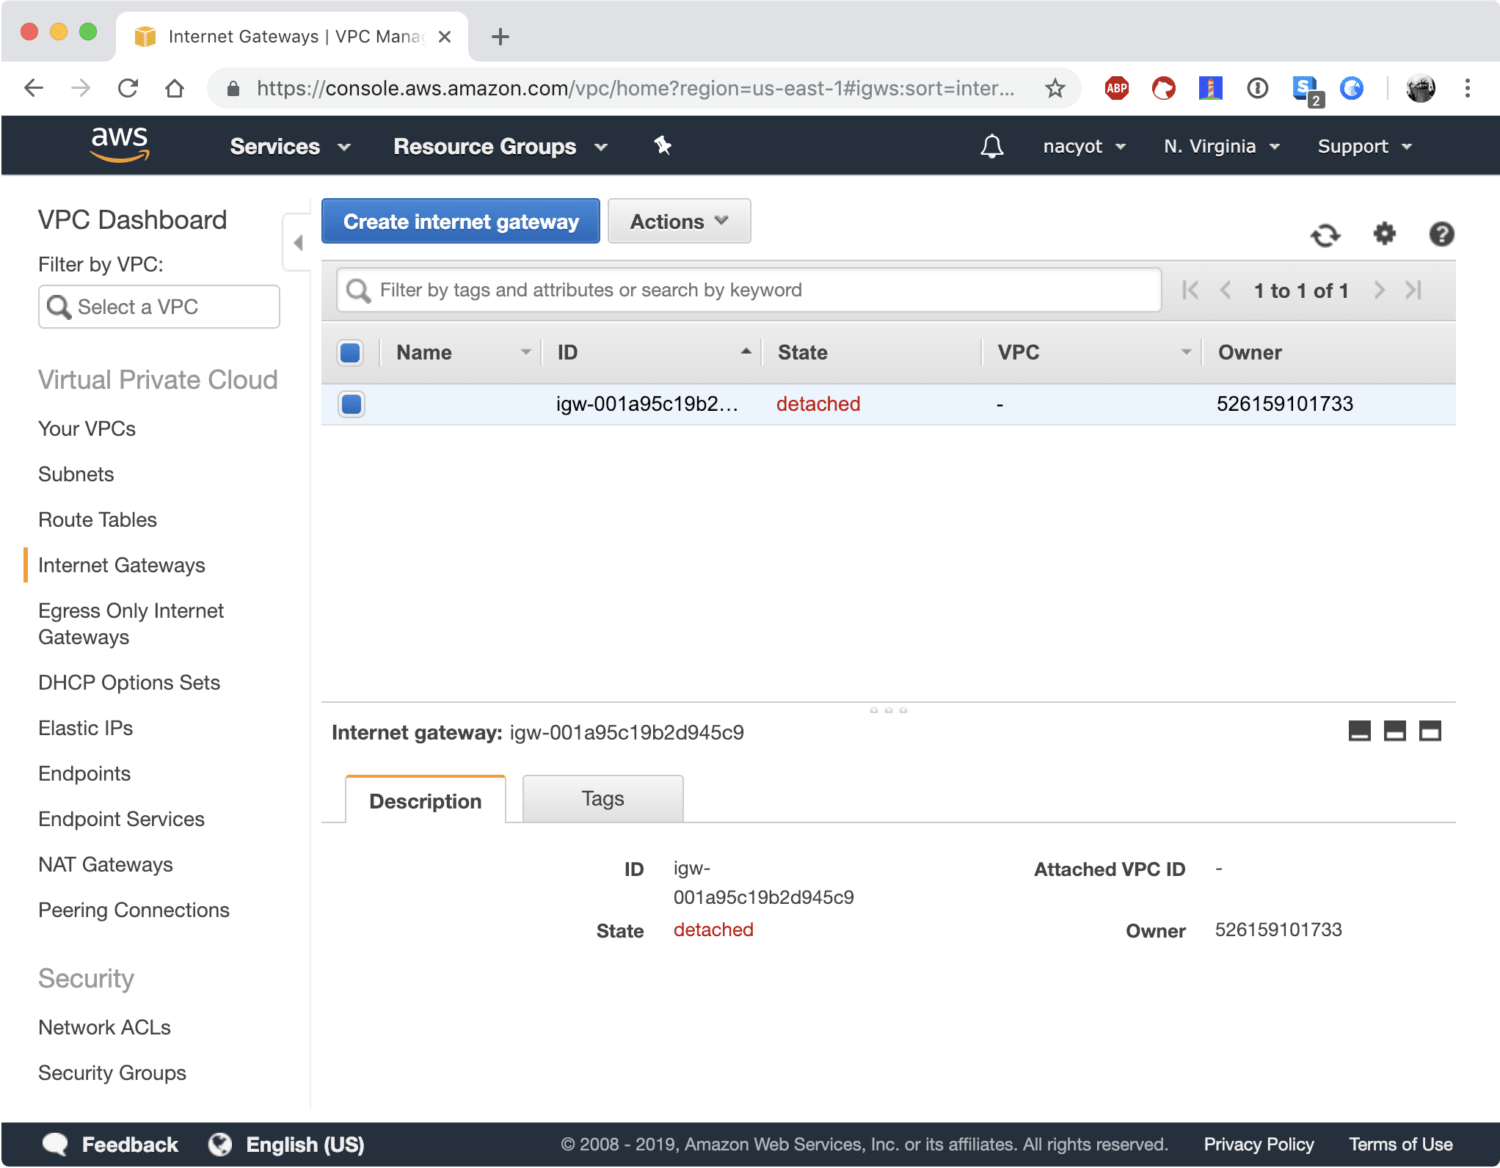 Internet Gateways | VPC Mana
https://console.aws.amazon.com/vpc/home?region=us-east-1#igws:sort=inter...
ABP
S
2
aws
Services
Resource Groups
nacyot
N. Virginia
Support
VPC Dashboard
Filter by VPC:
Select a VPC
Virtual Private Cloud
Your VPCs
Subnets
Route Tables
Internet Gateways
Egress Only Internet
Gateways
DHCP Options Sets
Elastic IPs
Endpoints
Endpoint Services
NAT Gateways
Peering Connections
Security
Network ACLs
Security Groups
Create internet gateway
Actions
Filter by tags and attributes or search by keyword
1 to 1 of 1
Name
ID
State
VPC
Owner
igw-001a95c19b2...
detached
-
526159101733
Internet gateway: igw-001a95c19b2d945c9
Description
Tags
ID
igw-
001a95c19b2d945c9
Attached VPC ID
-
State
detached
Owner
526159101733
Feedback
English (US)
© 2008 - 2019, Amazon Web Services, Inc. or its affiliates. All rights reserved.
Privacy Policy
Terms of Use